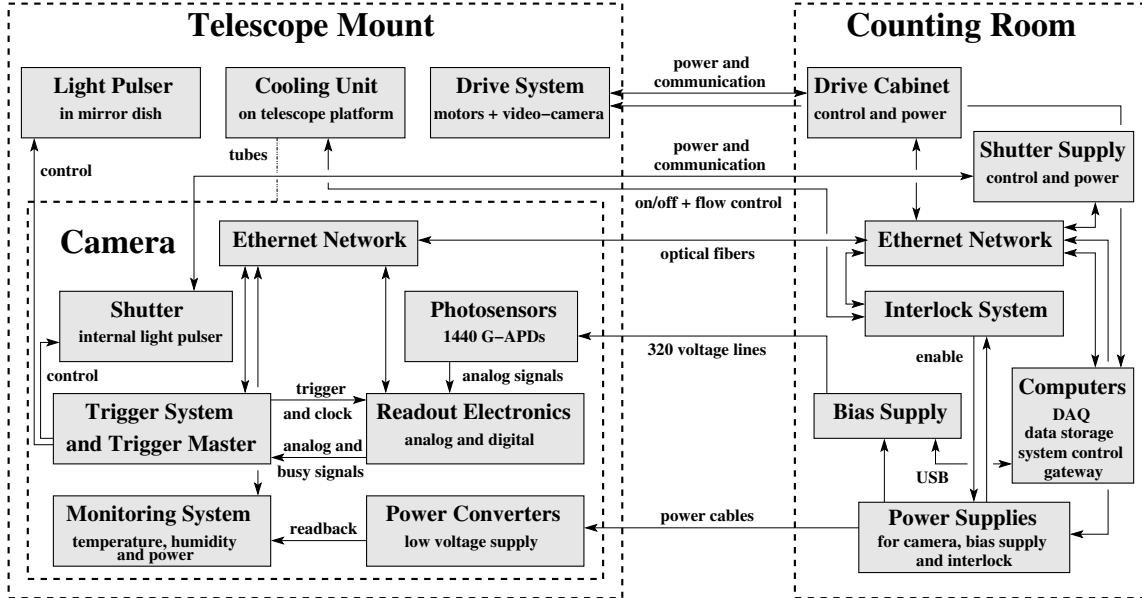 Telescope Mount
Counting Room
Light Pulser
in mirror dish
Cooling Unit
on telescope platform
Drive System
motors + video−camera
power and
communication
Drive Cabinet
control and power
tubes
control
power and
communication
Shutter Supply
control and power
on/off + flow control
Camera
Ethernet Network
optical fibers
Ethernet Network
Shutter
internal light pulser
Photosensors
1440 G−APDs
Interlock System
320 voltage lines
enable
control
analog signals
trigger
and clock
Trigger System
and Trigger Master
Readout Electronics
analog and digital
analog and
busy signals
Bias Supply
Computers
DAQ
data storage
system control
gateway
USB
Monitoring System
temperature, humidity
and power
readback
Power Converters
low voltage supply
power cables
Power Supplies
for camera, bias supply
and interlock